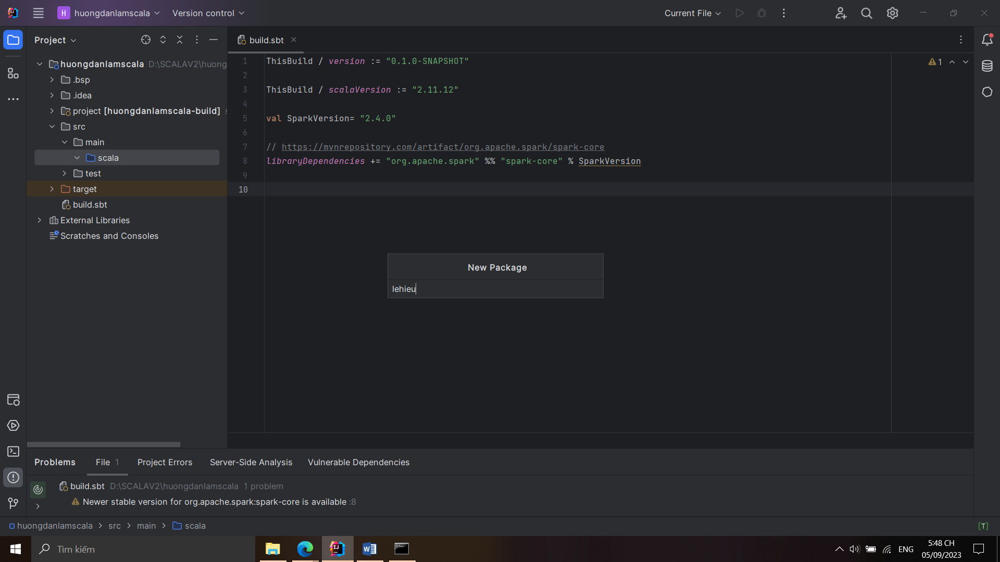 H huongdanlamscala Version control Current File
Project
build.sbt
huongdanlamscala D:\SCALAV2\huong
.bsp
.idea
project [huongdanlamscala-build]
src
main
scala
test
target
build.sbt
External Libraries
Scratches and Consoles
1 ThisBuild / version := "0.1.0-SNAPSHOT"
2
3 ThisBuild / scalaVersion := "2.11.12"
4
5 val SparkVersion= "2.4.0"
6
7 // https://mvnrepository.com/artifact/org.apache.spark/spark-core
8 libraryDependencies += "org.apache.spark" %% "spark-core" % SparkVersion
9
10
1
New Package
lehieu
Problems File 1 Project Errors Server-Side Analysis Vulnerable Dependencies
build.sbt D:\SCALAV2\huongdanlamscala 1 problem
Newer stable version for org.apache.spark:spark-core is available :8
huongdanlamscala > src > main > scala
[T]
Tìm kiếm
ENG
5:48 CH
05/09/2023